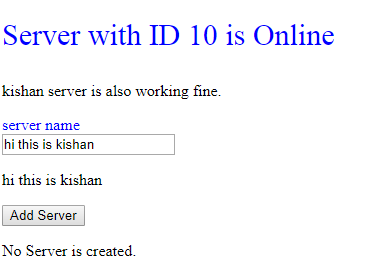 Server with ID 10 is Online
kishan server is also working fine.
server name
hi this is kishan
hi this is kishan
Add Server
No Server is created.